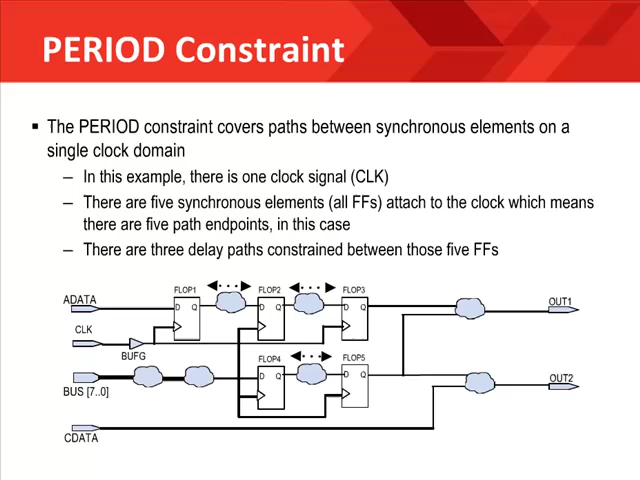 PERIOD Constraint
▪ The PERIOD constraint covers paths between synchronous elements on a
single clock domain
– In this example, there is one clock signal (CLK)
– There are five synchronous elements (all FFs) attach to the clock which means
there are five path endpoints, in this case
– There are three delay paths constrained between those five FFs
FLOP1 FLOP2 FLOP3
ADATA D Q D Q D Q OUT1
CLK
BUFG
FLOP4 FLOP5
BUS [7..0] D Q D Q OUT2
CDATA